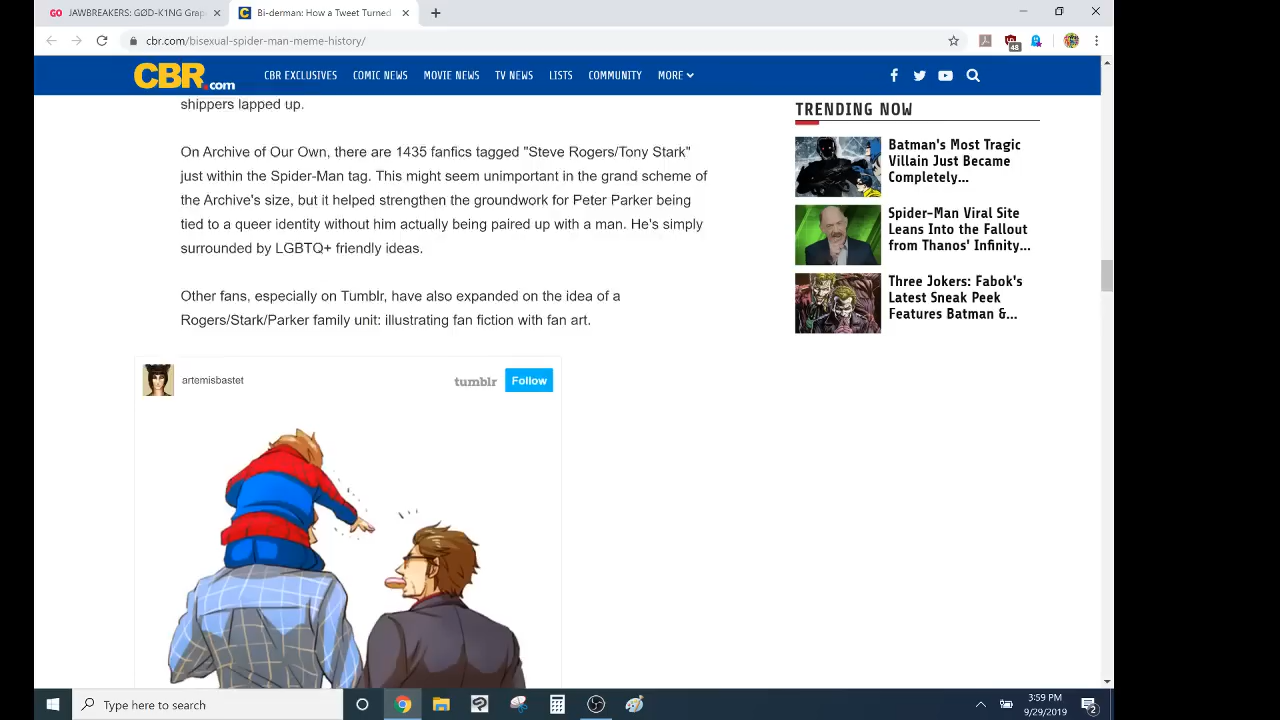 JAWBREAKERS: GØD-K1NG Grap
Bi-derman: How a Tweet Turned
cbr.com/bisexual-spider-man-meme-history/
48
CBR.com
CBR EXCLUSIVES COMIC NEWS MOVIE NEWS TV NEWS LISTS COMMUNITY MORE
shippers lapped up.
On Archive of Our Own, there are 1435 fanfics tagged "Steve Rogers/Tony Stark"
just within the Spider-Man tag. This might seem unimportant in the grand scheme of
the Archive's size, but it helped strengthen the groundwork for Peter Parker being
tied to a queer identity without him actually being paired up with a man. He's simply
surrounded by LGBTQ+ friendly ideas.
Other fans, especially on Tumblr, have also expanded on the idea of a
Rogers/Stark/Parker family unit: illustrating fan fiction with fan art.
artemisbastet
tumblr
Follow
TRENDING NOW
Batman's Most Tragic
Villain Just Became
Completely...
Spider-Man Viral Site
Leans Into the Fallout
from Thanos' Infinity...
Three Jokers: Fabok's
Latest Sneak Peek
Features Batman &...
Type here to search
3:59 PM
9/29/2019
2